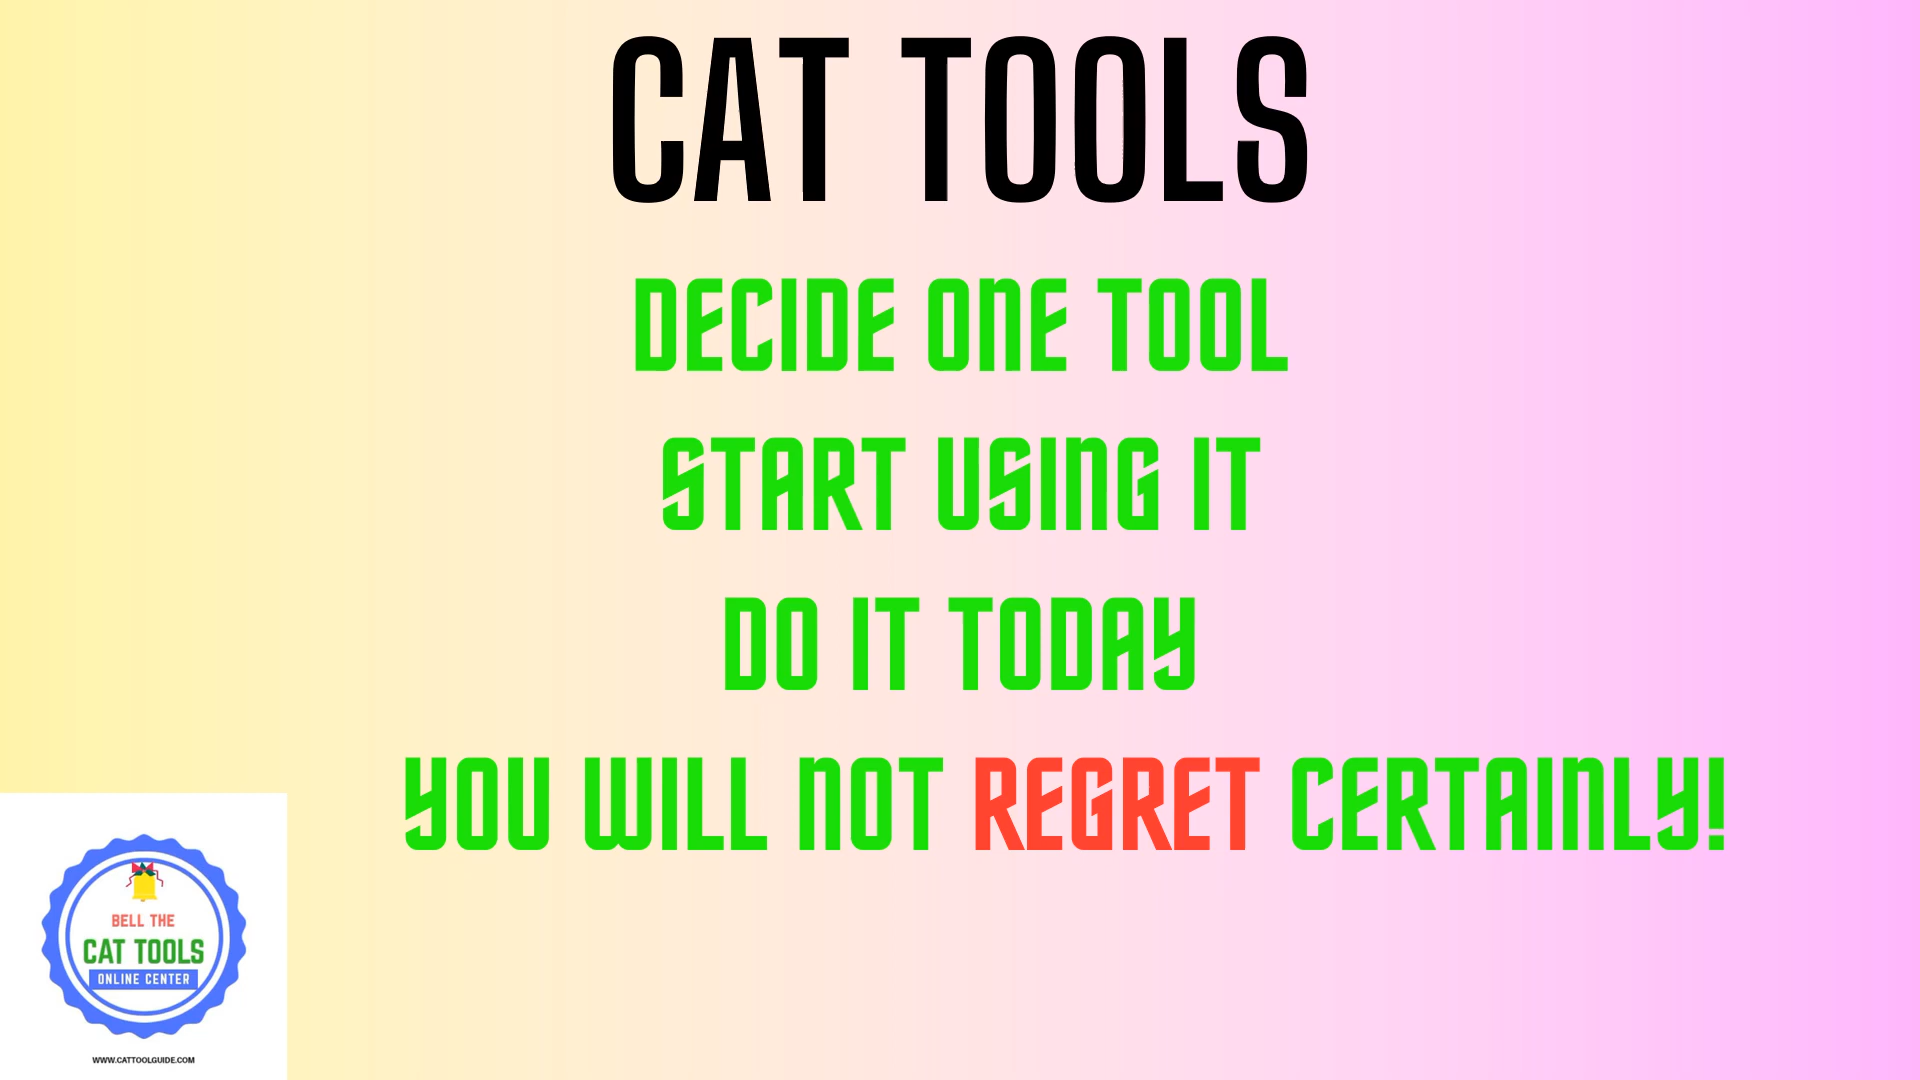 CAT TOOLS
DECIDE ONE TOOL
START USING IT
DO IT TODAY
YOU WILL NOT REGRET CERTAINLY!
BELL THE
CAT TOOLS
ONLINE CENTER
WWW.CATTOOLGUIDE.COM